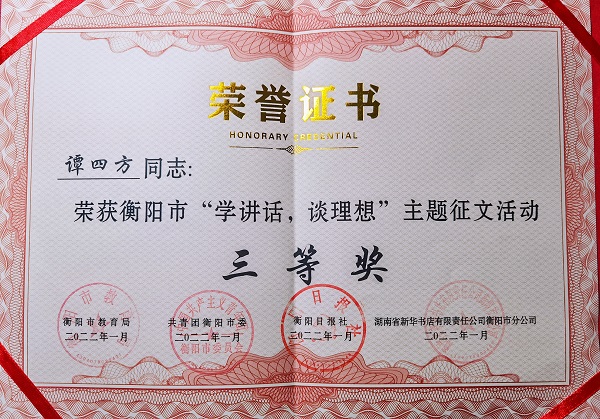 荣誉证书
HONORARY CREDENTIAL
谭四方同志:
荣获衡阳市“学讲话，谈理想”主题征文活动
三等奖
衡阳市教育局 共青团衡阳市委 衡阳日报社 湖南省新华书店有限责任公司衡阳市分公司
二〇二二年一月 二〇二二年一月 二〇二二年一月 二〇二二年一月